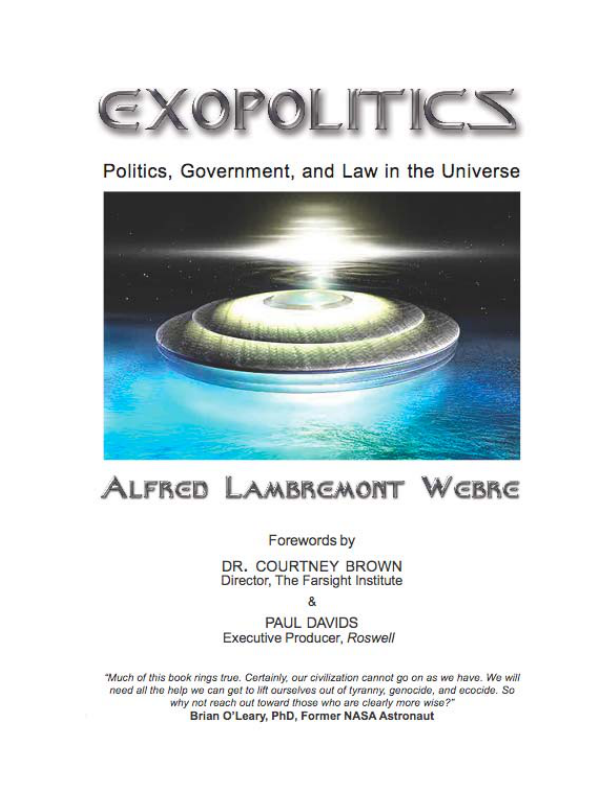 EXOPOLITICS
Politics, Government, and Law in the Universe
ALFRED LAMBREMONT WEBRE
Forewords by
DR. COURTNEY BROWN
Director, The Farsight Institute
&
PAUL DAVIDS
Executive Producer, Roswell
“Much of this book rings true. Certainly, our civilization cannot go on as we have. We will
need all the help we can get to lift ourselves out of tyranny, genocide, and ecocide. So
why not reach out toward those who are clearly more wise?”
Brian O’Leary, PhD, Former NASA Astronaut